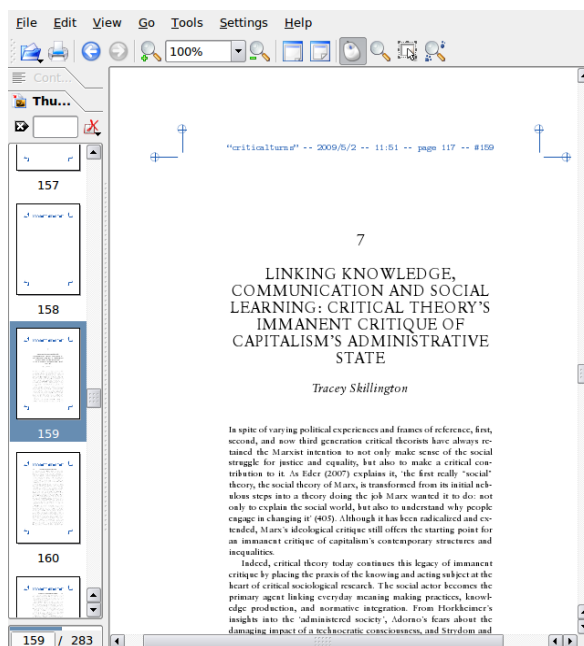 File Edit View Go Tools Settings Help
100%
Cont...
Thu...
157
158
159
160
159 / 283
"criticalturns" -- 2009/5/2 -- 11:51 -- page 117 -- #159
7
LINKING KNOWLEDGE,
COMMUNICATION AND SOCIAL
LEARNING: CRITICAL THEORY'S
IMMANENT CRITIQUE OF
CAPITALISM'S ADMINISTRATIVE
STATE
Tracey Skillington
In spite of varying political experiences and frames of reference, first,
second, and now third generation critical theorists have always re-
tained the Marxist intention to not only make sense of the social
struggle for justice and equality, but also to make a critical con-
tribution to it. As Eder (2007) explains it, 'the first really "social"
theory, the social theory of Marx, is transformed from its initial neb-
ulous steps into a theory doing the job Marx wanted it to do: not
only to explain the social world, but also to understand why people
engage in changing it' (405). Although it has been radicalized and ex-
tended, Marx's ideological critique still offers the starting point for
an immanent critique of capitalism's contemporary structures and
inequalities.
Indeed, critical theory today continues this legacy of immanent
critique by placing the praxis of the knowing and acting subject at the
heart of critical sociological research. The social actor becomes the
primary agent linking everyday meaning making practices, knowl-
edge production, and normative integration. From Horkheimer's
insights into the 'administered society', Adorno's fears about the
damaging impact of a technocratic consciousness, and Strydom and